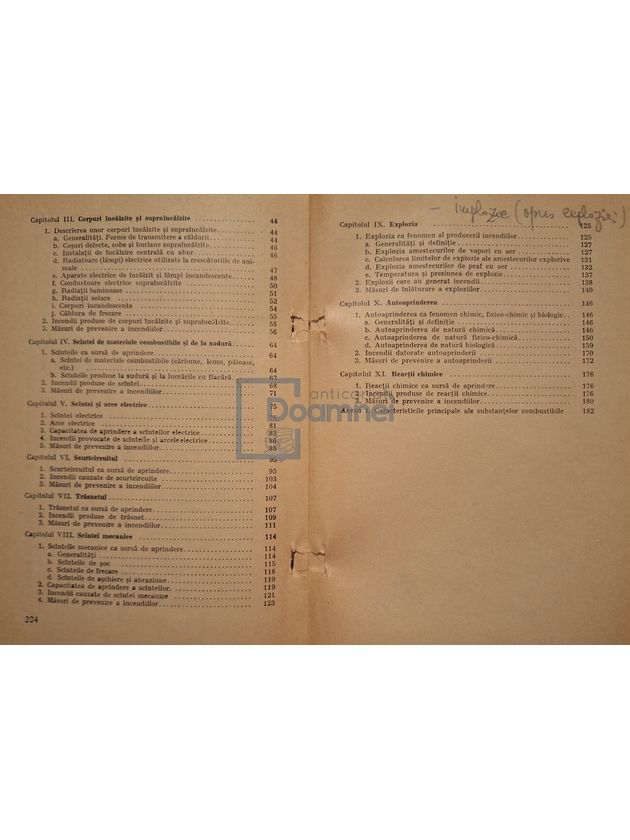 Capitolul III. Corpuri încălzite și supraîncălzite 44
1. Descrierea unor corpuri încălzite și supraîncălzite 44
a. Generalități. Forme de transmitere a căldurii 44
b. Coșuri defecte, sobe și burlane supraîncălzite 46
c. Instalații de încălzire centrală cu abur 46
d. Radiatoare (lămpi) electrice utilizate la crescătoriile de ani-
male 47
e. Aparate electrice de încălzit și lămpi incandescente 48
f. Conductoare electrice supraîncălzite 50
g. Radiații luminoase 51
h. Radiații solare 52
i. Corpuri incandescente 54
j. Căldura de frecare 55
2. Incendii produse de corpuri încălzite și supraîncălzite 55
3. Măsuri de prevenire a incendiilor 56
Capitolul IV. Scîntei de materiale combustibile și de la sudură 64
1. Scînteile ca sursă de aprindere 64
a. Scîntei de materiale combustibile (cărbune, lemn, păioase,
etc.) 64
b. Scînteile produse la sudură și la lucrările cu flacără 67
2. Incendii produse de scîntei 68
3. Măsuri de prevenire a incendiilor 71
Capitolul V. Scîntei și arce electrice 75
1. Scîntei electrice 75
2. Arce electrice 81
3. Capacitatea de aprindere a scînteilor electrice 83
4. Incendii provocate de scînteile și arcele electrice 86
5. Măsuri de prevenire a incendiilor 88
Capitolul VI. Scurtcircuitul 95
1. Scurtcircuitul ca sursă de aprindere 95
2. Incendii cauzate de scurtcircuite 103
3. Măsuri de prevenire a incendiilor 104
Capitolul VII. Trăsnetul 107
1. Trăsnetul ca sursă de aprindere 107
2. Incendii produse de trăsnet 109
3. Măsuri de prevenire a incendiilor 111
Capitolul VIII. Scîntei mecanice 114
1. Scînteile mecanice ca sursă de aprindere 114
a. Generalități 114
b. Scînteile de șoc 115
c. Scînteile de frecare 118
d. Scînteile de așchiere și abraziune 119
2. Capacitatea de aprindere a scînteilor 119
3. Incendii cauzate de scîntei mecanice 121
4. Măsuri de prevenire a incendiilor 123
204
– implozie (opus exploziei)
Capitolul IX. Explozia 125
1. Explozia ca fenomen al producerii incendiilor 125
a. Generalități și definiție 127
b. Explozia amestecurilor de vapori cu aer 127
c. Calcularea limitelor de explozie ale amestecurilor explozive 131
d. Explozia amestecurilor de praf cu aer 132
e. Temperatura și presiunea de explozie 137
2. Explozii care au generat incendii 138
3. Măsuri de înlăturare a exploziilor 140
Capitolul X. Autoaprinderea 146
1. Autoaprinderea ca fenomen chimic, fizico-chimic și biologic 146
a. Generalități și definiție 146
b. Autoaprinderea de natură chimică 146
c. Autoaprinderea de natură fizico-chimică 150
d. Autoaprinderea de natură biologică 159
2. Incendii datorate autoaprinderii 170
3. Măsuri de prevenire a autoaprinderii 172
Capitolul XI. Reacții chimice 176
1. Reacții chimice ca sursă de aprindere 176
2. Incendii produse de reacții chimice 176
3. Măsuri de prevenire a incendiilor 180
Anexa 1. Caracteristicile principale ale substanțelor combustibile 182
anticariat
Doamnei